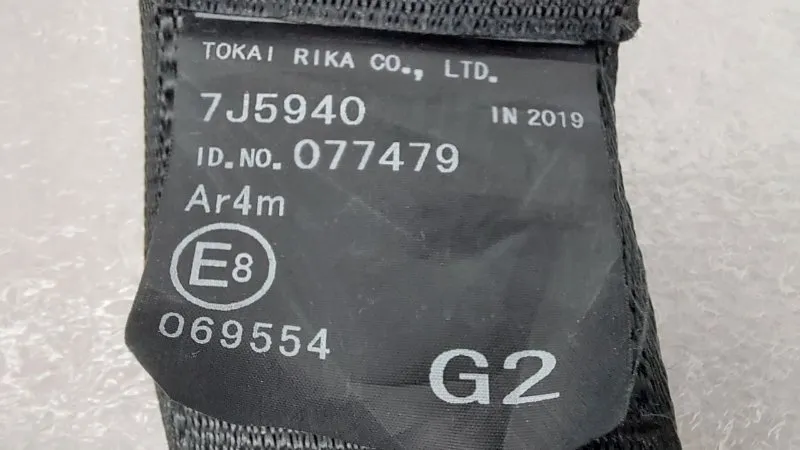 TOKAI RIKA CO., LTD.
7J5940 IN 2019
ID.NO. 077479
Ar4m
E8
069554
G2